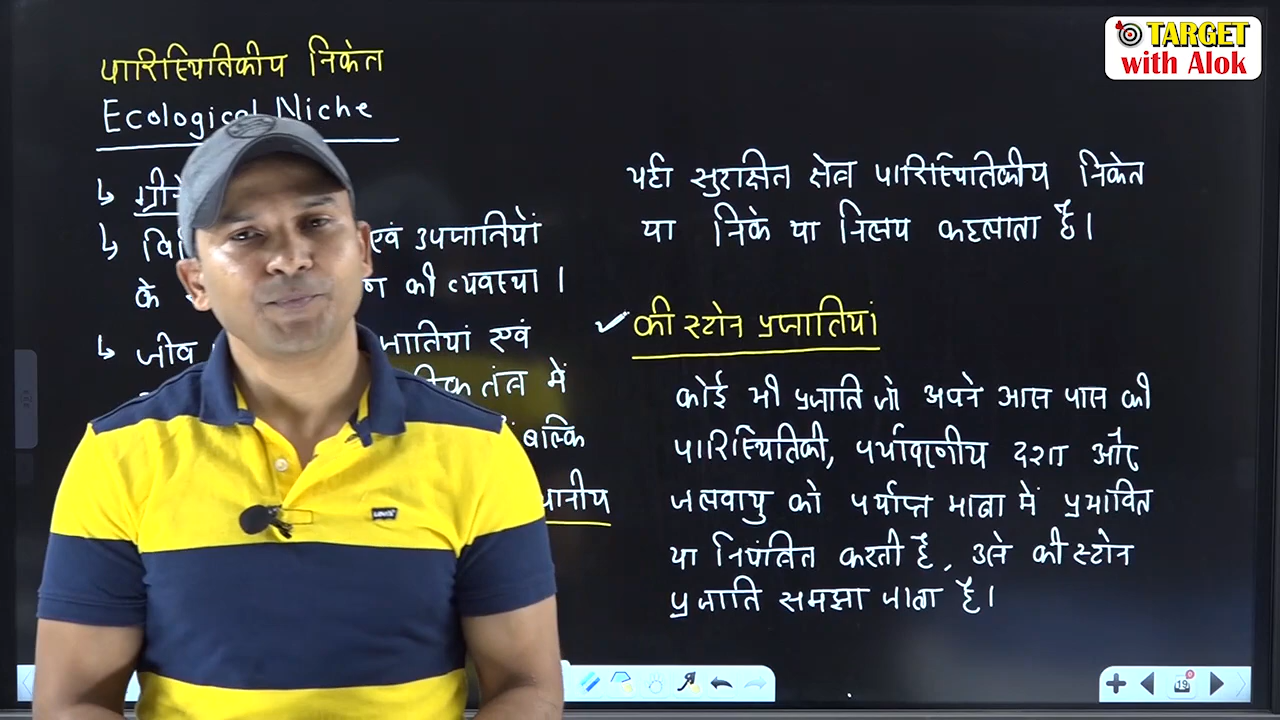 TARGET
with Alok
पारिस्थितिकीय निकेत
Ecological Niche
एवं उपजातियों
के
की व्यवस्था ।
जीव
एवं
तंत्र में
बल्कि
यही सुरक्षित क्षेत्र पारिस्थितिकीय निकेत
या निके या निलय कहलाता है।
की स्टोन प्रजातियां
कोई भी प्रजाति जो अपने आस पास की
पारिस्थितिकी, पर्यावरणीय दशा और
जलवायु को पर्याप्त मात्रा में प्रभावित
या नियंत्रित करती है, उसे की स्टोन
प्रजाति समझा जाता है।
19